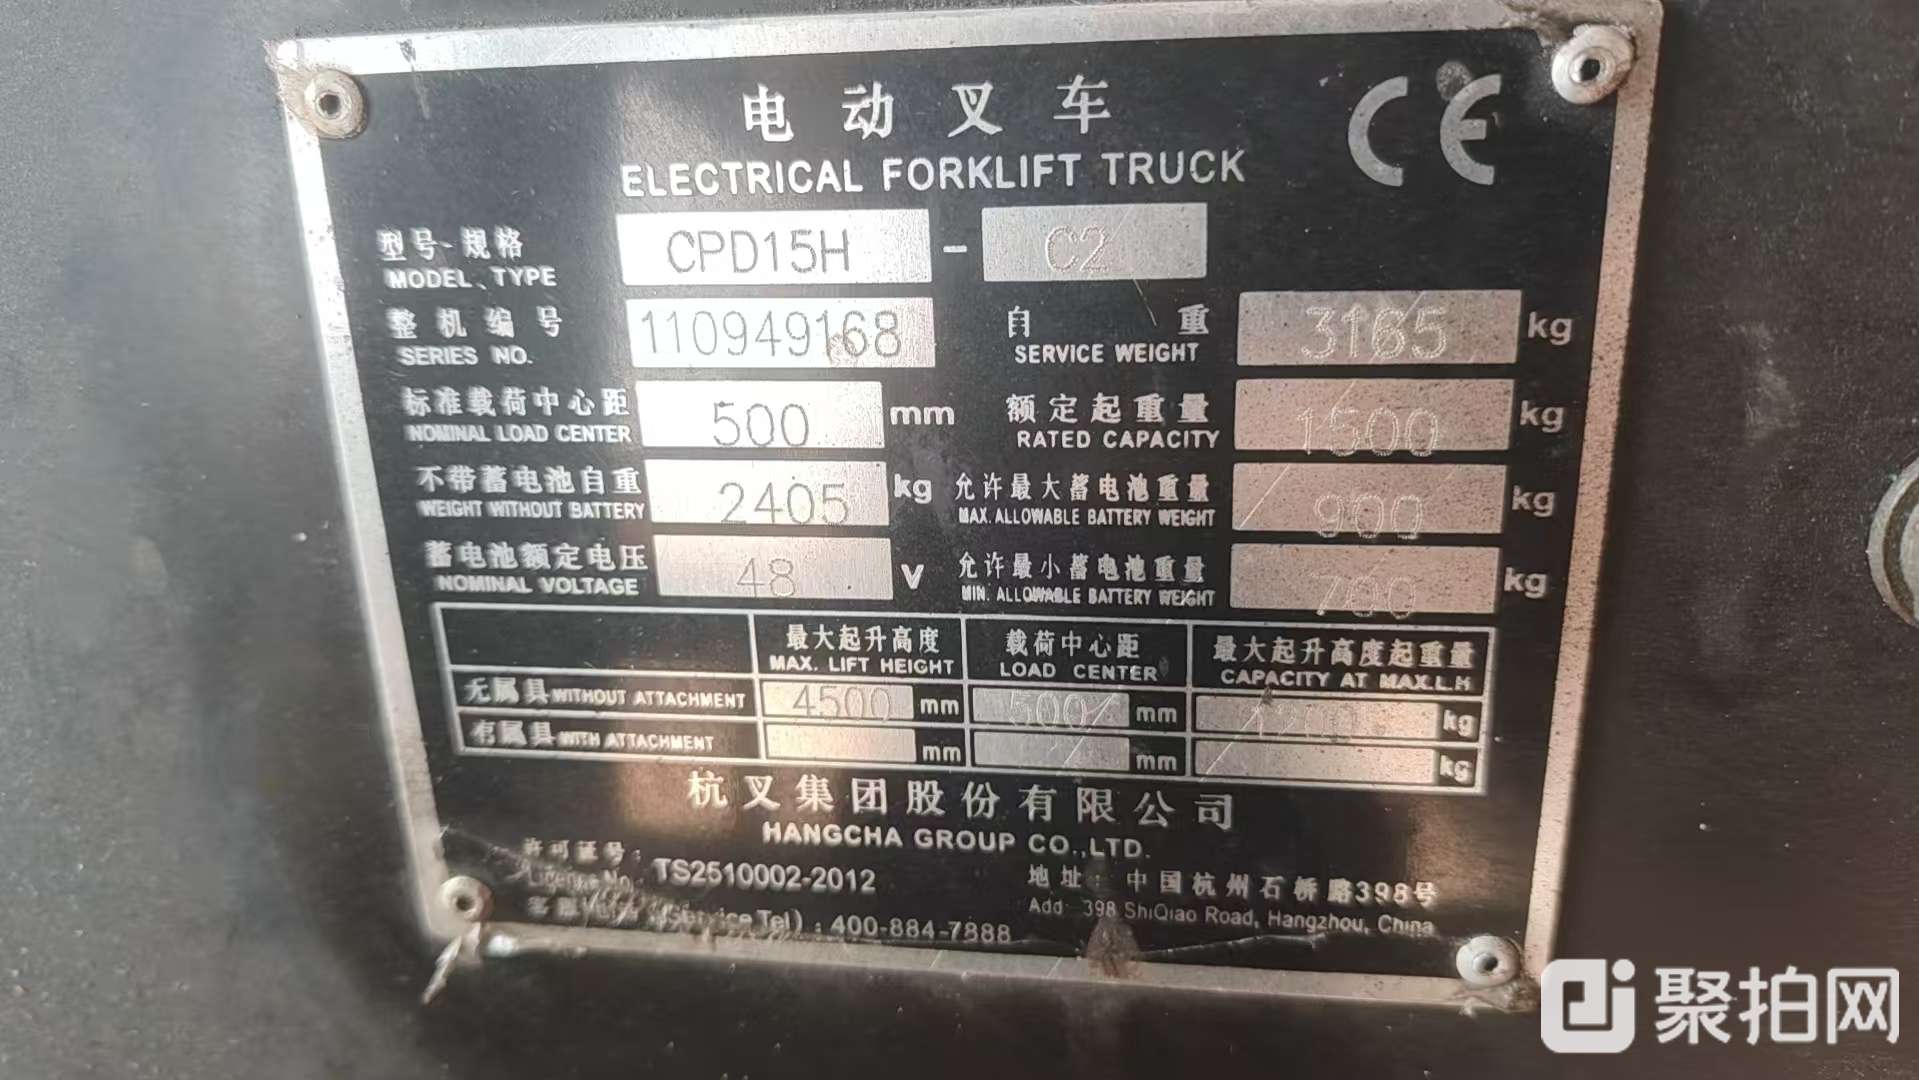 电动叉车
CE
ELECTRICAL FORKLIFT TRUCK
型号-规格 CPD15H - C2
MODEL、TYPE
整机编号 110949168 自重 3165 kg
SERIES NO. SERVICE WEIGHT
标准载荷中心距 500 mm 额定起重量 1500 kg
NOMINAL LOAD CENTER RATED CAPACITY
不带蓄电池自重 2405 kg 允许最大蓄电池重量 900 kg
WEIGHT WITHOUT BATTERY MAX. ALLOWABLE BATTERY WEIGHT
蓄电池额定电压 48 V 允许最小蓄电池重量 700 kg
NOMINAL VOLTAGE MIN. ALLOWABLE BATTERY WEIGHT
最大起升高度 载荷中心距 最大起升高度起重量
MAX. LIFT HEIGHT LOAD CENTER CAPACITY AT MAX.L.H
无属具 WITHOUT ATTACHMENT 4500 mm 500 mm 1200 kg
有属具 WITH ATTACHMENT mm mm kg
杭叉集团股份有限公司
HANGCHA GROUP CO.,LTD.
许可证号:
License No. TS2510002-2012
(Service Tel):400-884-7888
地址:中国杭州石桥路398号
Add: 398 ShiQiao Road, Hangzhou, China
聚拍网